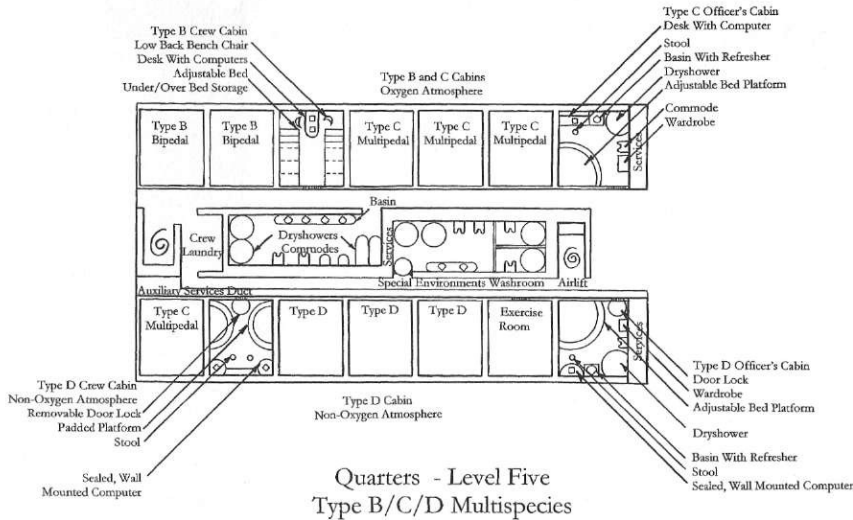 Type B Crew Cabin
Low Back Bench Chair
Desk With Computers
Adjustable Bed
Under/Over Bed Storage
Type B and C Cabins
Oxygen Atmosphere
Type C Officer's Cabin
Desk With Computer
Stool
Basin With Refresher
Dryshower
Adjustable Bed Platform
Commode
Wardrobe
Type B
Bipedal
Type B
Bipedal
Type C
Multipedal
Type C
Multipedal
Type C
Multipedal
Services
Basin
Crew
Laundry
Dryshowers
Commodes
Services
Auxiliary Services Duct
Special Environments Washroom
Airlift
Type C
Multipedal
Type D
Type D
Type D
Exercise
Room
Services
Type D Crew Cabin
Non-Oxygen Atmosphere
Removable Door Lock
Padded Platform
Stool
Sealed, Wall
Mounted Computer
Type D Cabin
Non-Oxygen Atmosphere
Type D Officer's Cabin
Door Lock
Wardrobe
Adjustable Bed Platform
Dryshower
Basin With Refresher
Stool
Sealed, Wall Mounted Computer
Quarters - Level Five
Type B/C/D Multispecies